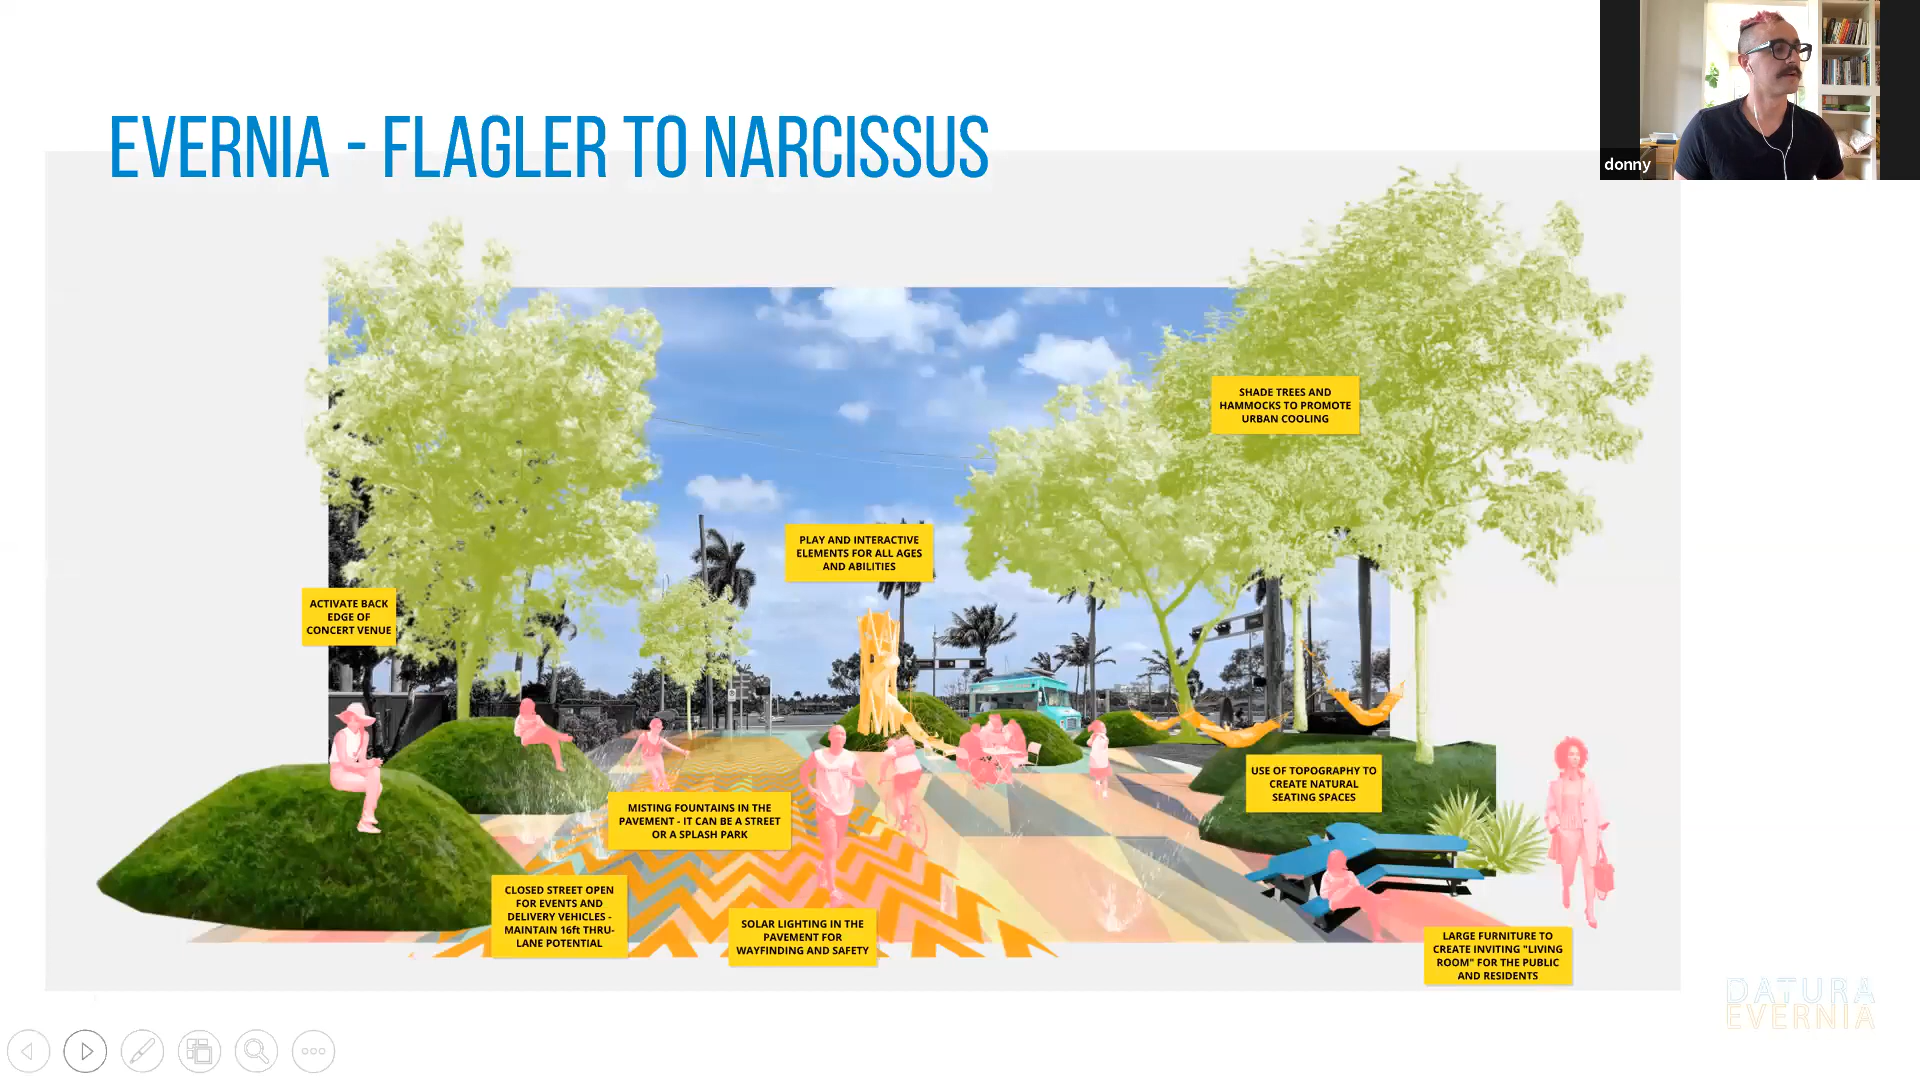 EVERNIA - FLAGLER TO NARCISSUS
donny
SHADE TREES AND
HAMMOCKS TO PROMOTE
URBAN COOLING
PLAY AND INTERACTIVE
ELEMENTS FOR ALL AGES
AND ABILITIES
ACTIVATE BACK
EDGE OF
CONCERT VENUE
USE OF TOPOGRAPHY TO
CREATE NATURAL
SEATING SPACES
MISTING FOUNTAINS IN THE
PAVEMENT - IT CAN BE A STREET
OR A SPLASH PARK
CLOSED STREET OPEN
FOR EVENTS AND
DELIVERY VEHICLES -
MAINTAIN 16ft THRU-
LANE POTENTIAL
SOLAR LIGHTING IN THE
PAVEMENT FOR
WAYFINDING AND SAFETY
LARGE FURNITURE TO
CREATE INVITING "LIVING
ROOM" FOR THE PUBLIC
AND RESIDENTS
DATURA
EVERNIA